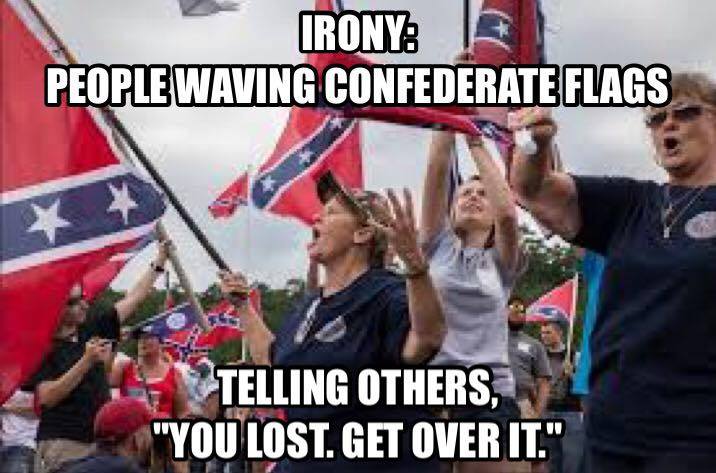 IRONY:
PEOPLE WAVING CONFEDERATE FLAGS
TELLING OTHERS,
"YOU LOST. GET OVER IT."